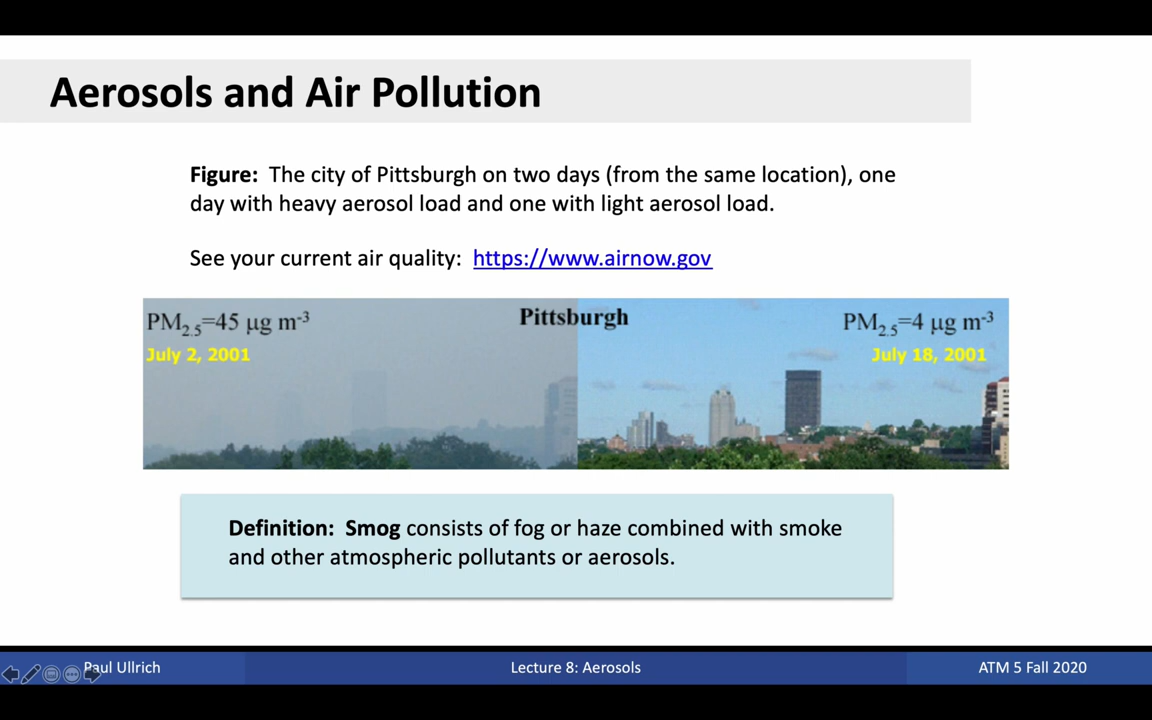 Aerosols and Air Pollution
Figure: The city of Pittsburgh on two days (from the same location), one
day with heavy aerosol load and one with light aerosol load.
See your current air quality: https://www.airnow.gov
PM2.5=45 µg m-3
Pittsburgh
PM2.5=4 µg m-3
July 2, 2001
July 18, 2001
Definition: Smog consists of fog or haze combined with smoke
and other atmospheric pollutants or aerosols.
Paul Ullrich
Lecture 8: Aerosols
ATM 5 Fall 2020